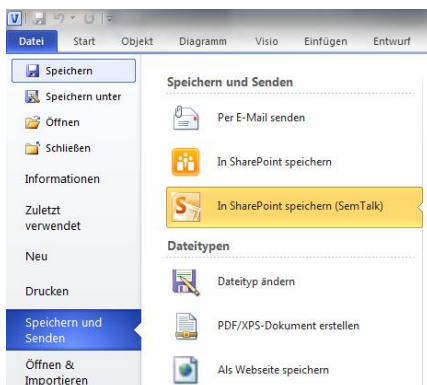 Datei Start Objekt Diagramm Visio Einfügen Entwurf
Speichern
Speichern unter
Öffnen
Schließen
Informationen
Zuletzt
verwendet
Neu
Drucken
Speichern und
Senden
Öffnen &
Importieren
Speichern und Senden
Per E-Mail senden
In SharePoint speichern
In SharePoint speichern (SemTalk)
Dateitypen
Dateityp ändern
PDF/XPS-Dokument erstellen
Als Webseite speichern